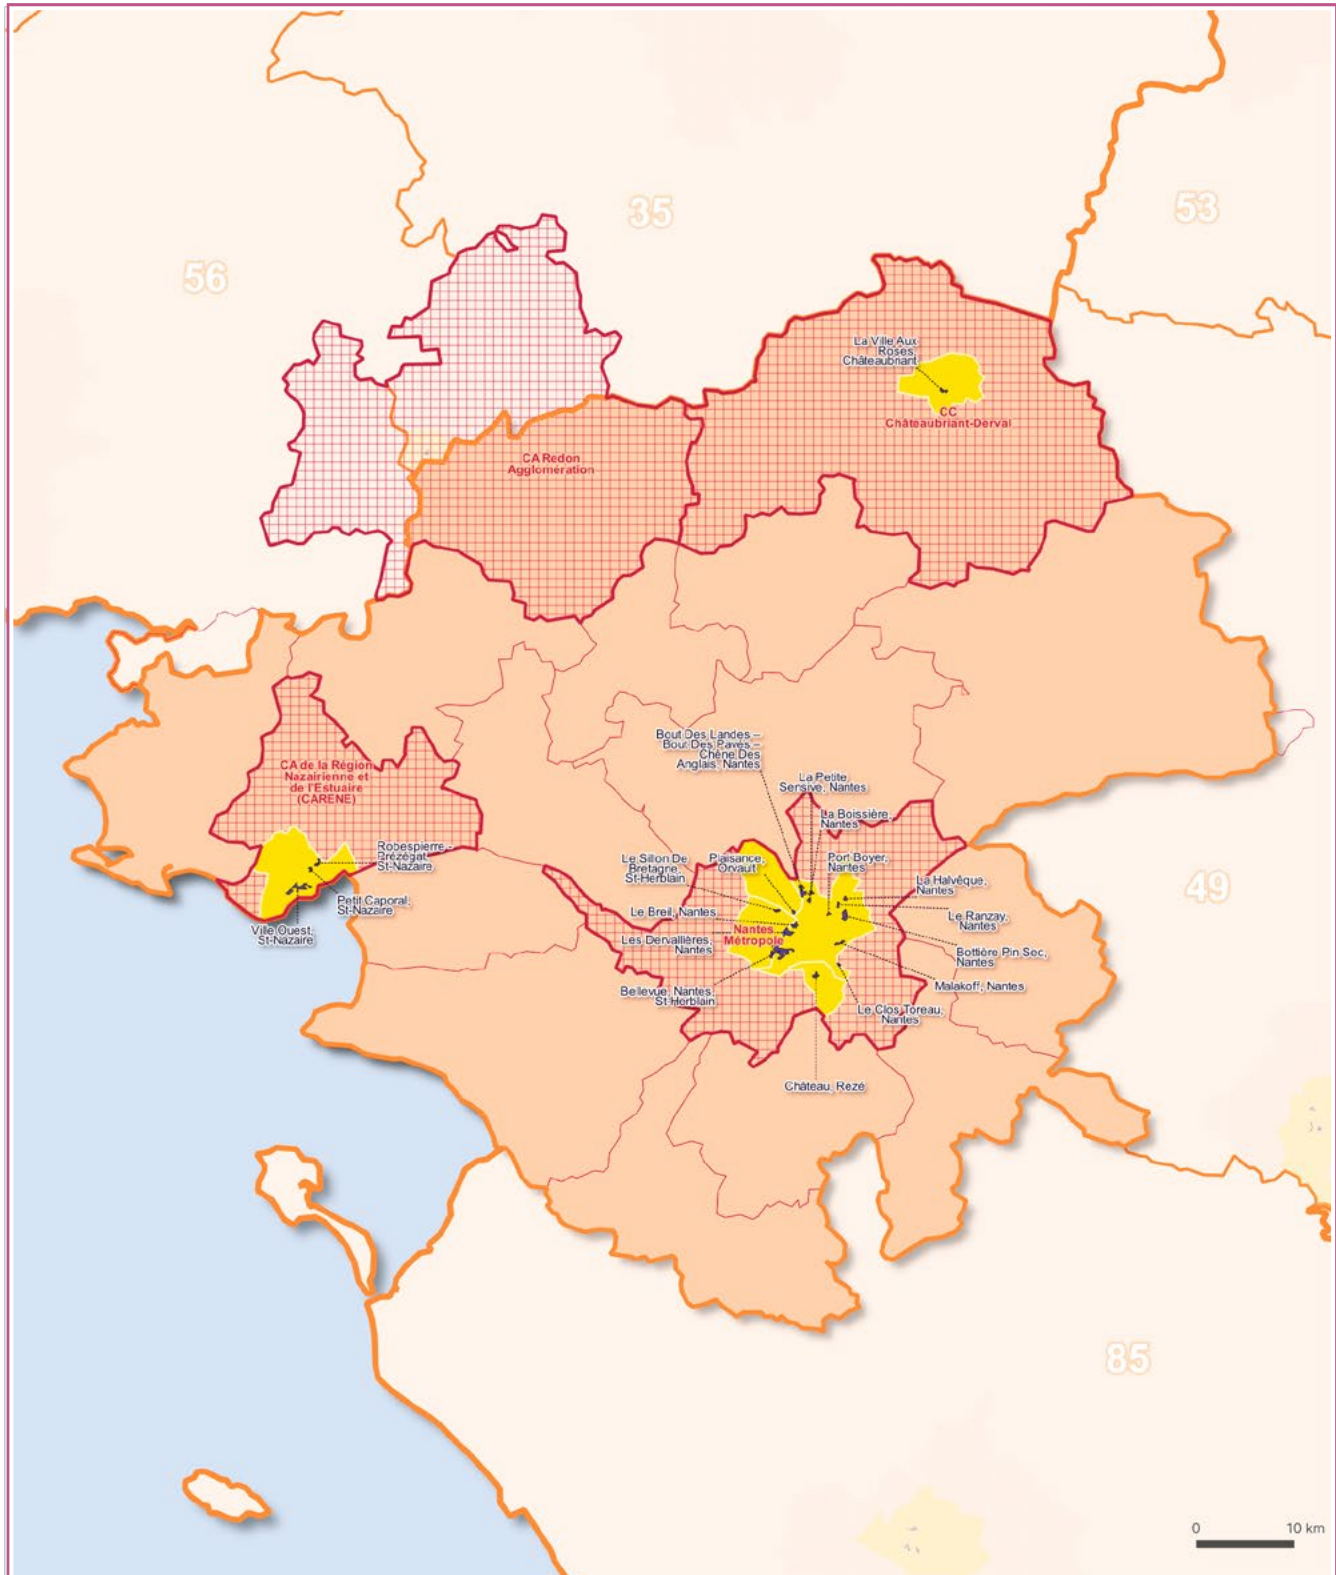 35
53
56
La Ville Aux
Roses,
Châteaubriant
CC
Châteaubriant-Derval
CA Redon
Agglomération
Bout Des Landes –
Bout Des Pavés –
Chêne Des
Anglais, Nantes
La Petite
Sensive, Nantes
CA de la Région
Nazairienne et
de l'Estuaire
(CARENE)
La Boissière,
Nantes
Robespierre -
Prézégat,
St-Nazaire
Le Sillon De
Bretagne,
St-Herblain
Plaisance,
Orvault
Port Boyer,
Nantes
La Halvêque,
Nantes
49
Petit Caporal,
St-Nazaire
Le Breil, Nantes
Le Ranzay,
Nantes
Ville Ouest,
St-Nazaire
Nantes
Métropole
Les Dervallières,
Nantes
Bottière Pin Sec,
Nantes
Bellevue, Nantes,
St-Herblain
Malakoff, Nantes
Le Clos Toreau,
Nantes
Château, Rezé
85
0
10 km